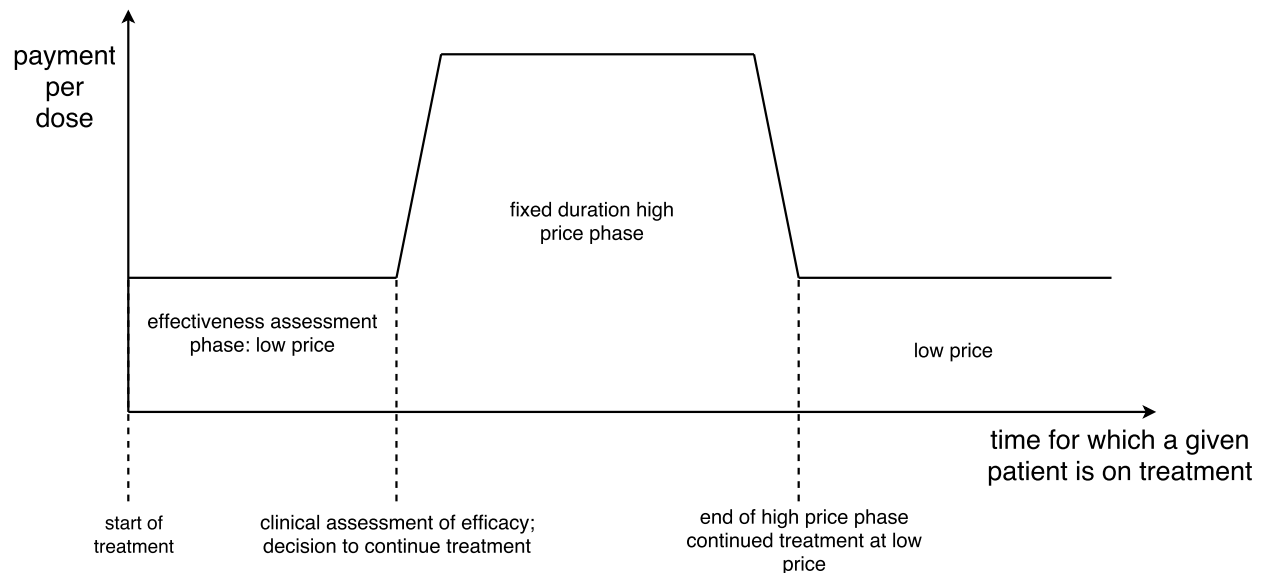 payment
per
dose
fixed duration high
price phase
effectiveness assessment
phase: low price
low price
time for which a given
patient is on treatment
start of
treatment
clinical assessment of efficacy;
decision to continue treatment
end of high price phase
continued treatment at low
price